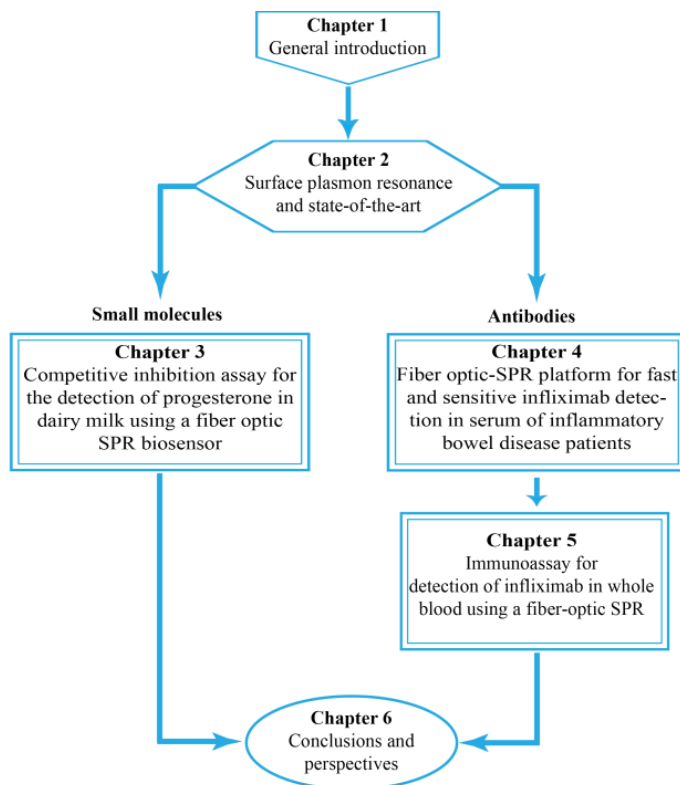 Chapter 1
General introduction
Chapter 2
Surface plasmon resonance
and state-of-the-art
Small molecules
Chapter 3
Competitive inhibition assay for
the detection of progesterone in
dairy milk using a fiber optic
SPR biosensor
Antibodies
Chapter 4
Fiber optic-SPR platform for fast
and sensitive infliximab detec-
tion in serum of inflammatory
bowel disease patients
Chapter 5
Immunoassay for
detection of infliximab in whole
blood using a fiber-optic SPR
Chapter 6
Conclusions and
perspectives